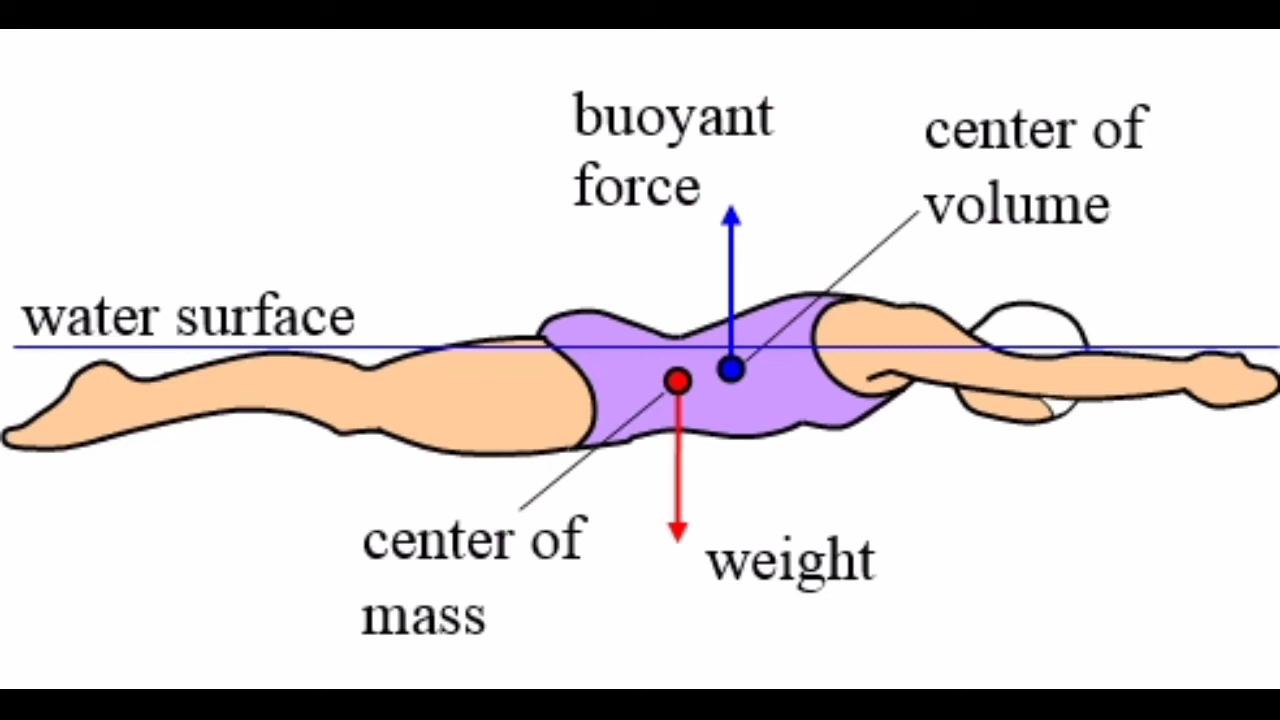 buoyant
force
center of
volume
water surface
center of
mass
weight